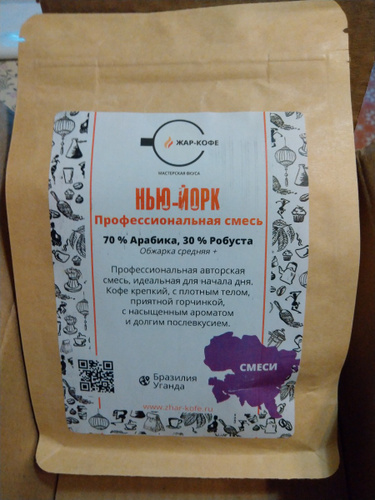 ЖАР-КОФЕ
МАСТЕРСКАЯ ВКУСА
НЬЮ-ЙОРК
Профессиональная смесь
70 % Арабика, 30 % Робуста
Обжарка средняя +
Профессиональная авторская
смесь, идеальная для начала дня.
Кофе крепкий, с плотным телом,
приятной горчинкой,
с насыщенным ароматом
и долгим послевкусием.
СМЕСИ
Бразилия
Уганда
www.zhar-kofe.ru